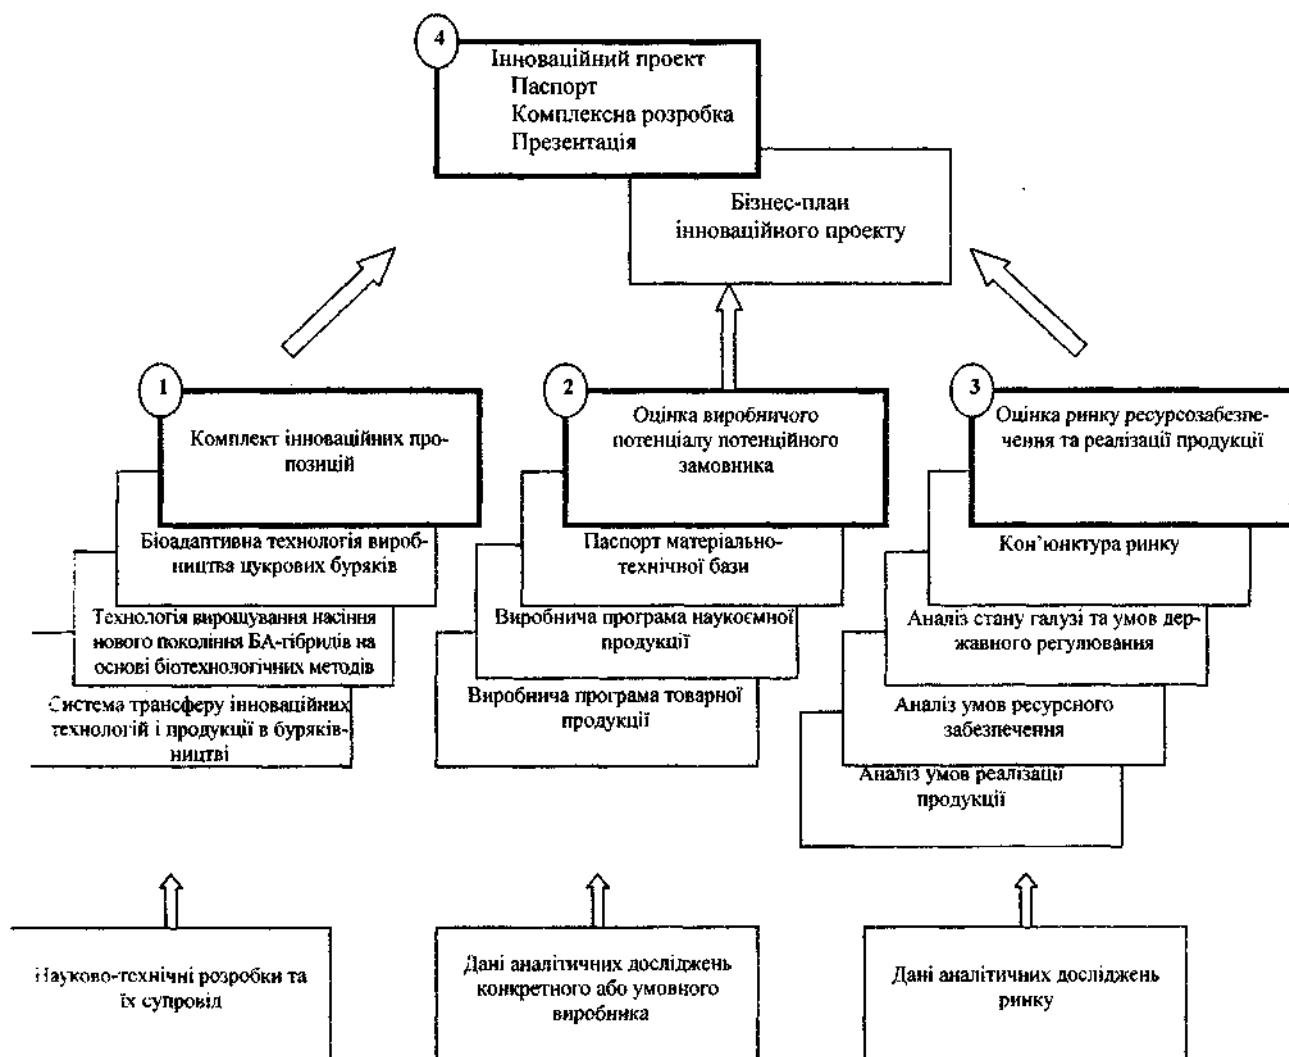 4
Інноваційний проект
Паспорт
Комплексна розробка
Презентація
Бізнес-план
інноваційного проекту
1
Комплект інноваційних про-
позицій
Біоадаптивна технологія вироб-
ництва цукрових буряків
Технологія вирощування насіння
нового покоління БА-гібридів на
основі біотехнологічних методів
Система трансферу інноваційних
технологій і продукції в буряків-
ництві
Науково-технічні розробки та
їх супровід
2
Оцінка виробничого
потенціалу потенційного
замовника
Паспорт матеріально-
технічної бази
Виробнича програма наукоємної
продукції
Виробнича програма товарної
продукції
Дані аналітичних досліджень
конкретного або умовного
виробника
3
Оцінка ринку ресурсозабезпе-
чення та реалізації продукції
Кон’юнктура ринку
Аналіз стану галузі та умов дер-
жавного регулювання
Аналіз умов ресурсного
забезпечення
Аналіз умов реалізації
продукції
Дані аналітичних досліджень
ринку